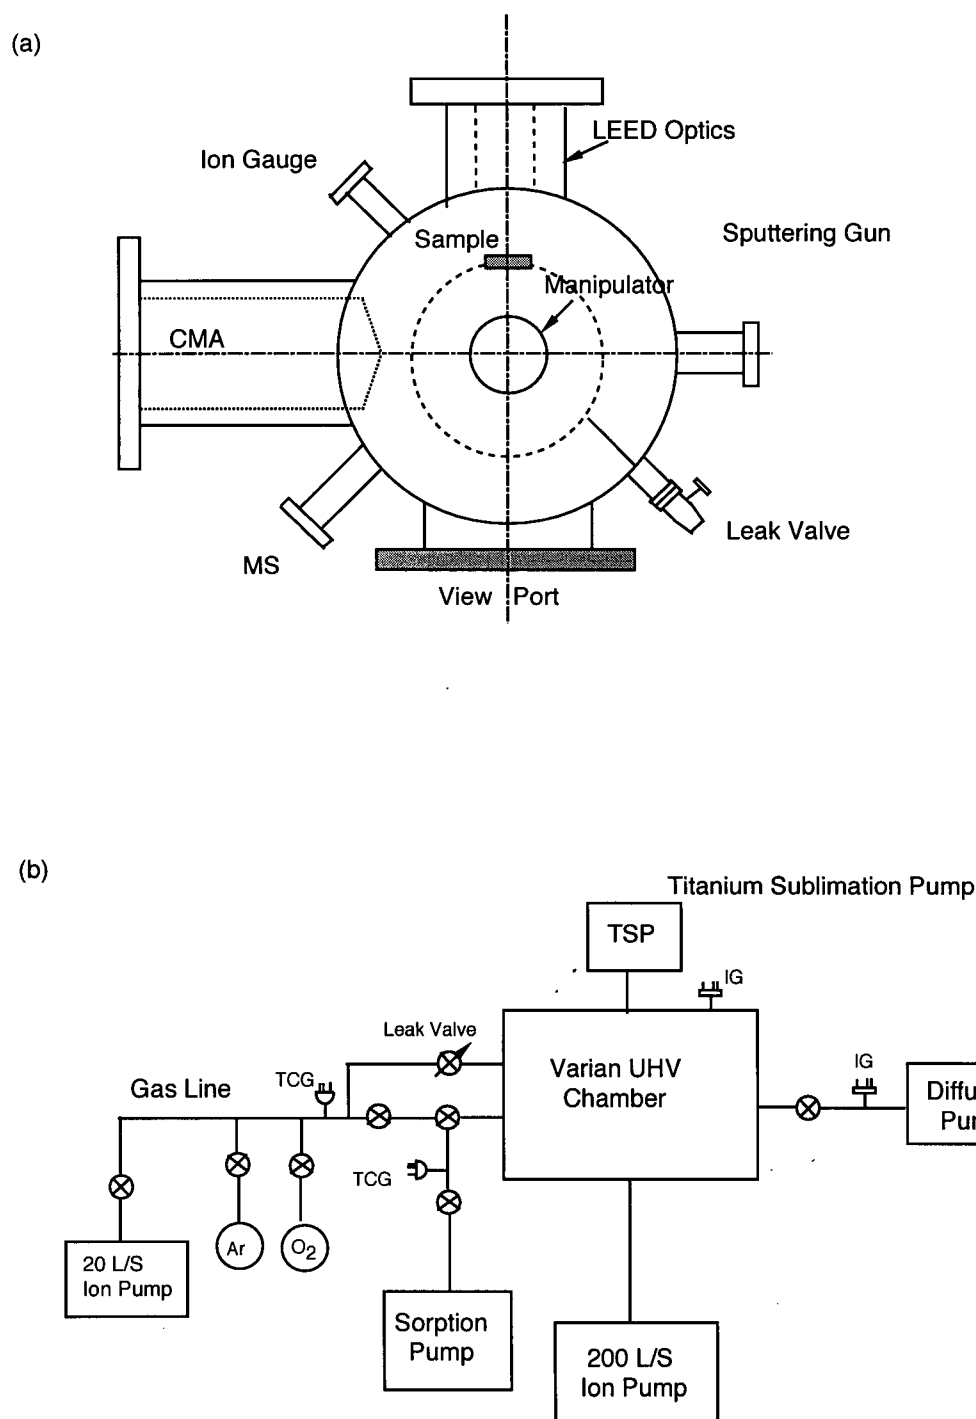 (a)
LEED Optics
Ion Gauge
Sputtering Gun
Sample
Manipulator
CMA
Leak Valve
MS
View Port
(b)
Titanium Sublimation Pump
TSP
IG
Leak Valve
Varian UHV
Chamber
IG
TCG
Gas Line
Diffu
Pu
TCG
Ar
O2
20 L/S
Ion Pump
Sorption
Pump
200 L/S
Ion Pump